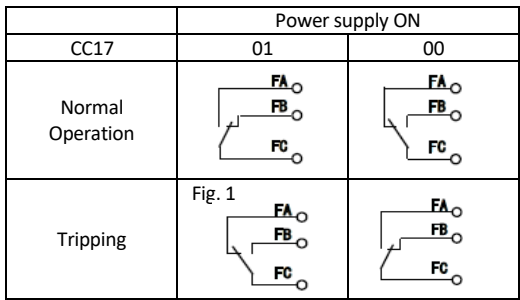 Power supply ON
CC17 01 00
Normal
Operation
FA
FB
FC
FA
FB
FC
Tripping
Fig. 1
FA
FB
FC
FA
FB
FC